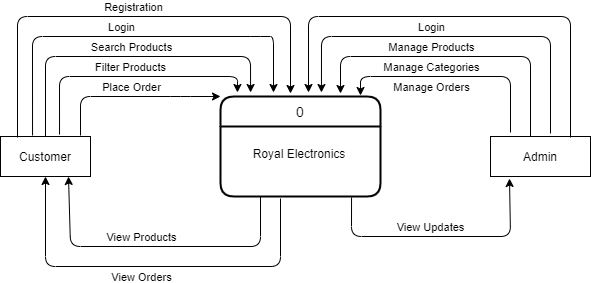 Registration
Login
Search Products
Filter Products
Place Order
Login
Manage Products
Manage Categories
Manage Orders
0
Royal Electronics
Customer
Admin
View Products
View Orders
View Updates